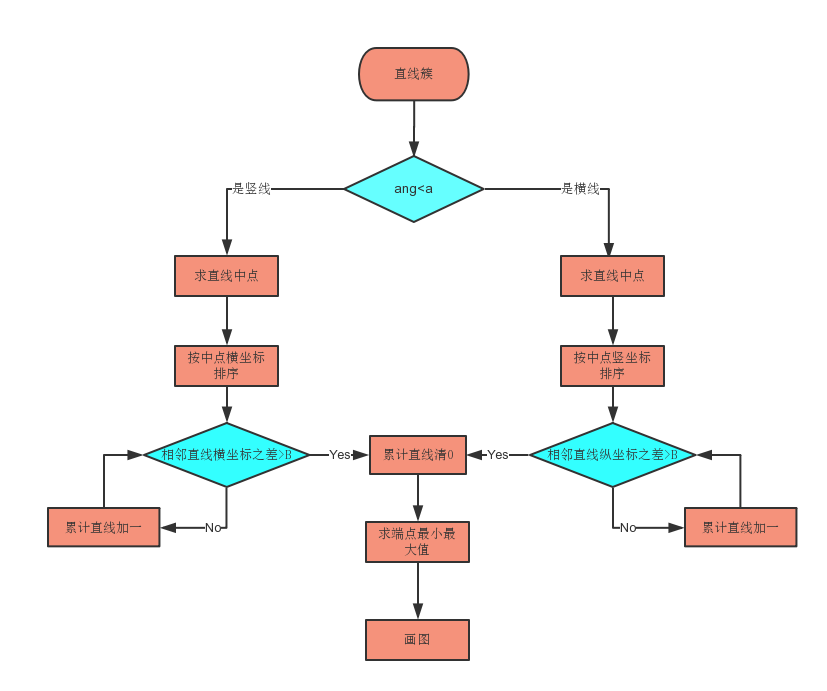 直线簇
ang<a
是竖线
是横线
求直线中点
求直线中点
按中点横坐标
排序
按中点竖坐标
排序
相邻直线横坐标之差>B
Yes
累计直线清0
Yes
相邻直线纵坐标之差>B
累计直线加一
No
No
累计直线加一
求端点最小最
大值
画图